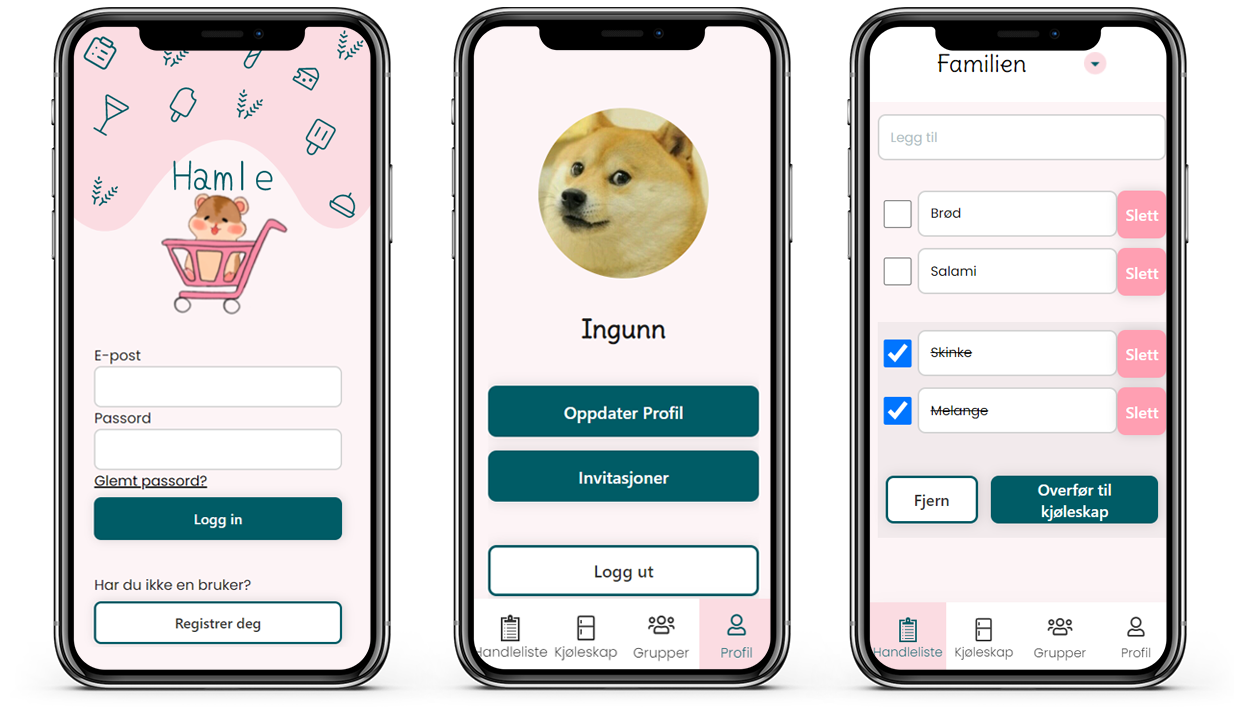 Hamle
E-post
Passord
Glemt passord?
Logg in
Har du ikke en bruker?
Registrer deg
Ingunn
Oppdater Profil
Invitasjoner
Logg ut
Handleliste Kjøleskap Grupper Profil
Familien
Legg til
Brød Slett
Salami Slett
Skinke Slett
Melange Slett
Fjern
Overfør til
kjøleskap
Handleliste Kjøleskap Grupper Profil